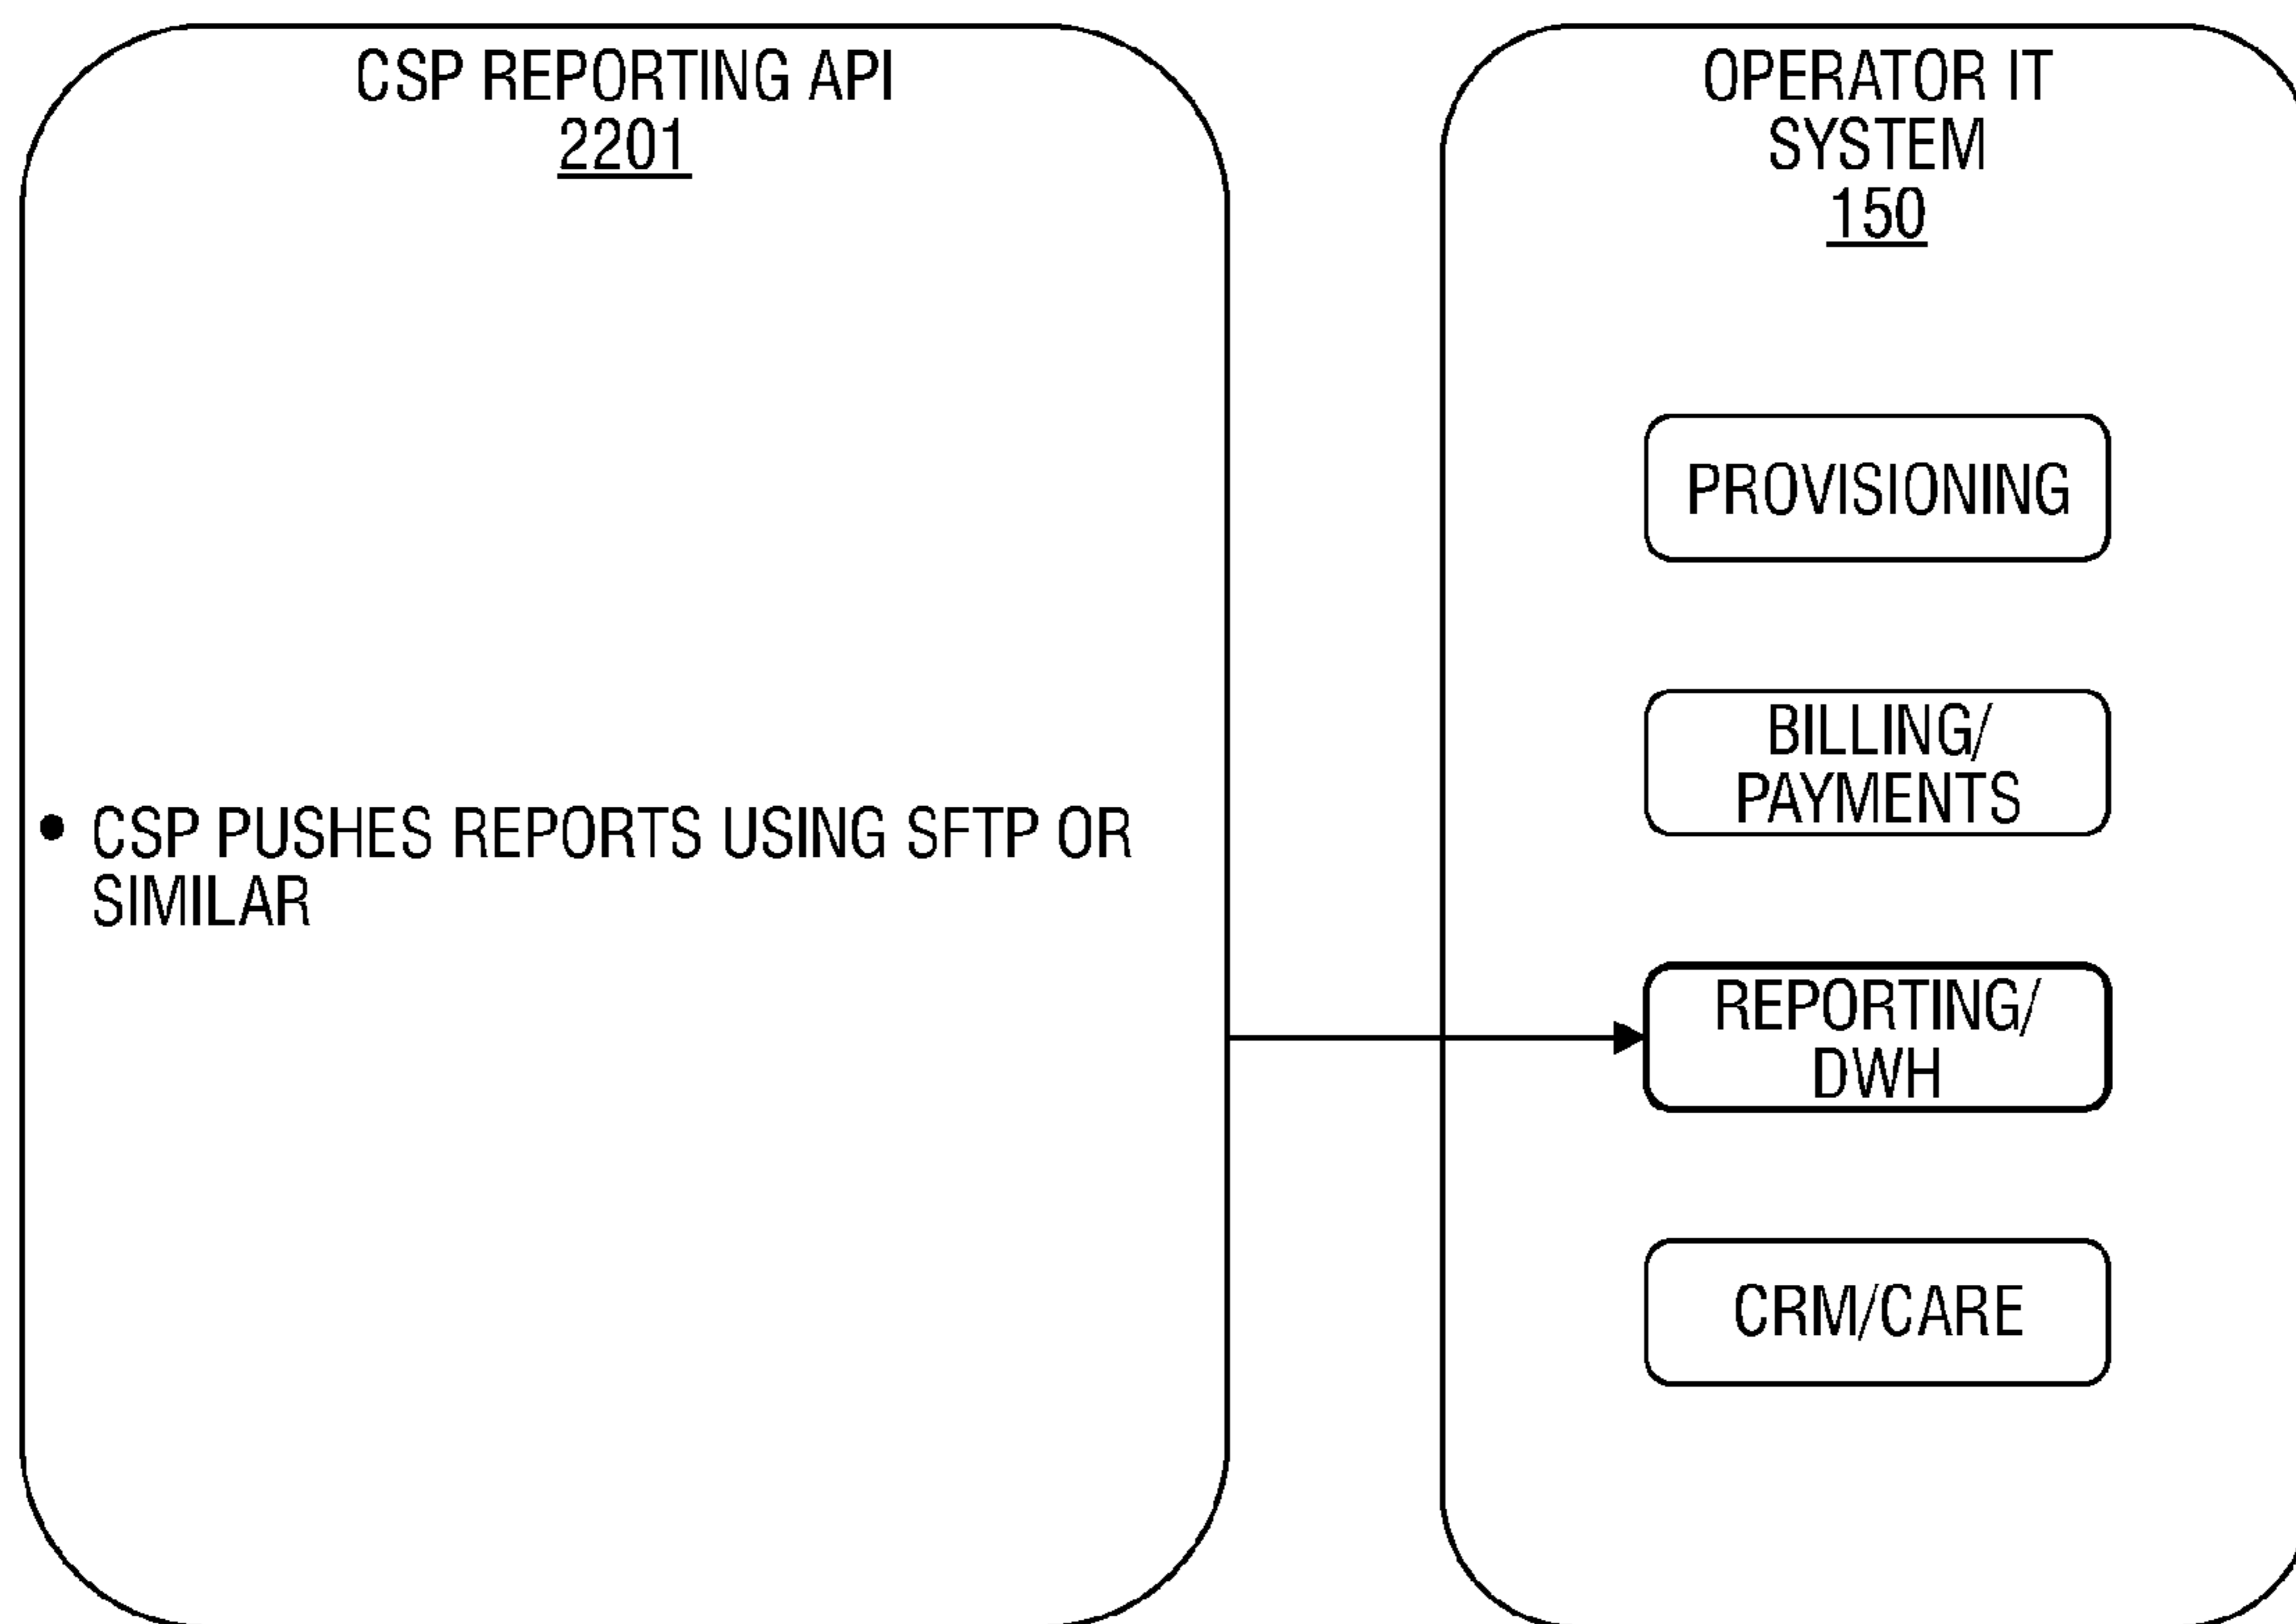 CSP REPORTING API
2201
• CSP PUSHES REPORTS USING SFTP OR
SIMILAR
OPERATOR IT
SYSTEM
150
PROVISIONING
BILLING/
PAYMENTS
REPORTING/
DWH
CRM/CARE